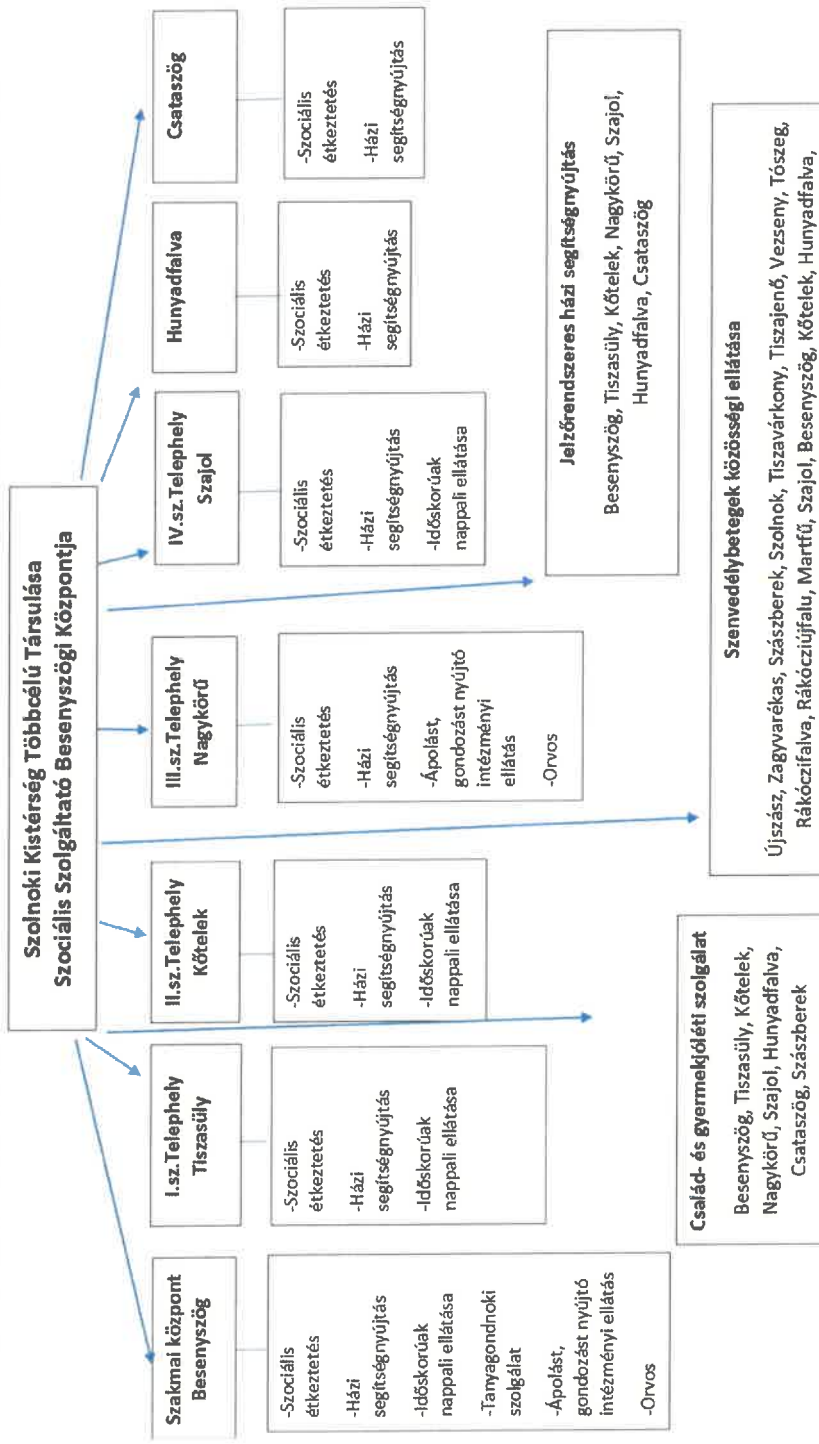 Szolnoki Kistérség Többcélú Társulása
Szociális Szolgáltató Besenyszögi Központja
Szakmai központ
Besenyszög
-Szociális
étkeztetés
-Házi
segítségnyújtás
-Időskorúak
nappali ellátása
-Tanyagondnoki
szolgálat
-Ápolást,
gondozást nyújtó
intézményi ellátás
-Orvos
I.sz.Telephely
Tiszasüly
-Szociális
étkeztetés
-Házi
segítségnyújtás
-Időskorúak
nappali ellátása
II.sz.Telephely
Kőtelek
-Szociális
étkeztetés
-Házi
segítségnyújtás
-Időskorúak
nappali ellátása
III.sz.Telephely
Nagykörű
-Szociális
étkeztetés
-Házi
segítségnyújtás
-Ápolást,
gondozást nyújtó
intézményi
ellátás
-Orvos
IV.sz.Telephely
Szajol
-Szociális
étkeztetés
-Házi
segítségnyújtás
-Időskorúak
nappali ellátása
Hunyadfalva
-Szociális
étkeztetés
-Házi
segítségnyújtás
Csataszög
-Szociális
étkeztetés
-Házi
segítségnyújtás
Jelzőrendszeres házi segítségnyújtás
Besenyszög, Tiszasüly, Kőtelek, Nagykörű, Szajol,
Hunyadfalva, Csataszög
Család- és gyermekjóléti szolgálat
Besenyszög, Tiszasüly, Kőtelek,
Nagykörű, Szajol, Hunyadfalva,
Csataszög, Szászberek
Szenvedélybetegek közösségi ellátása
Újszász, Zagyvarékas, Szászberek, Szolnok, Tiszavárkony, Tiszajenő, Vezseny, Tószeg,
Rákóczifalva, Rákócziújfalu, Martfű, Szajol, Besenyszög, Kőtelek, Hunyadfalva,